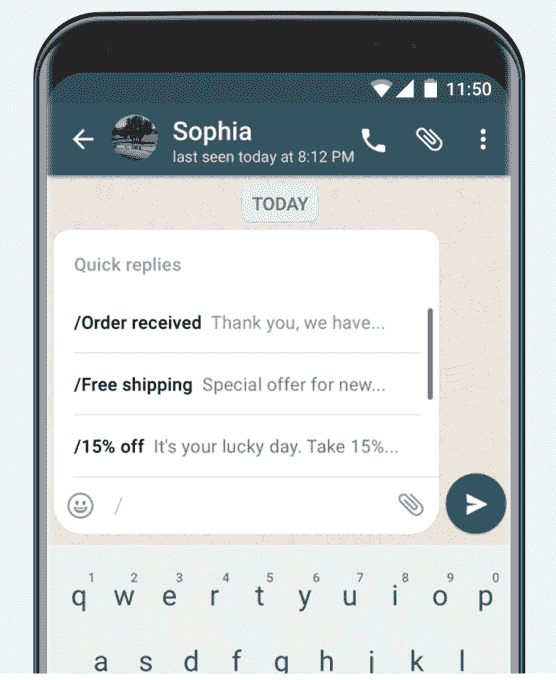 11:50
Sophia
last seen today at 8:12 PM
TODAY
Quick replies
/Order received Thank you, we have...
/Free shipping Special offer for new...
/15% off It's your lucky day. Take 15%...
/
1 2 3 4 5 6 7 8 9 0
q w e r t y u i o p
a s d f g h j k l